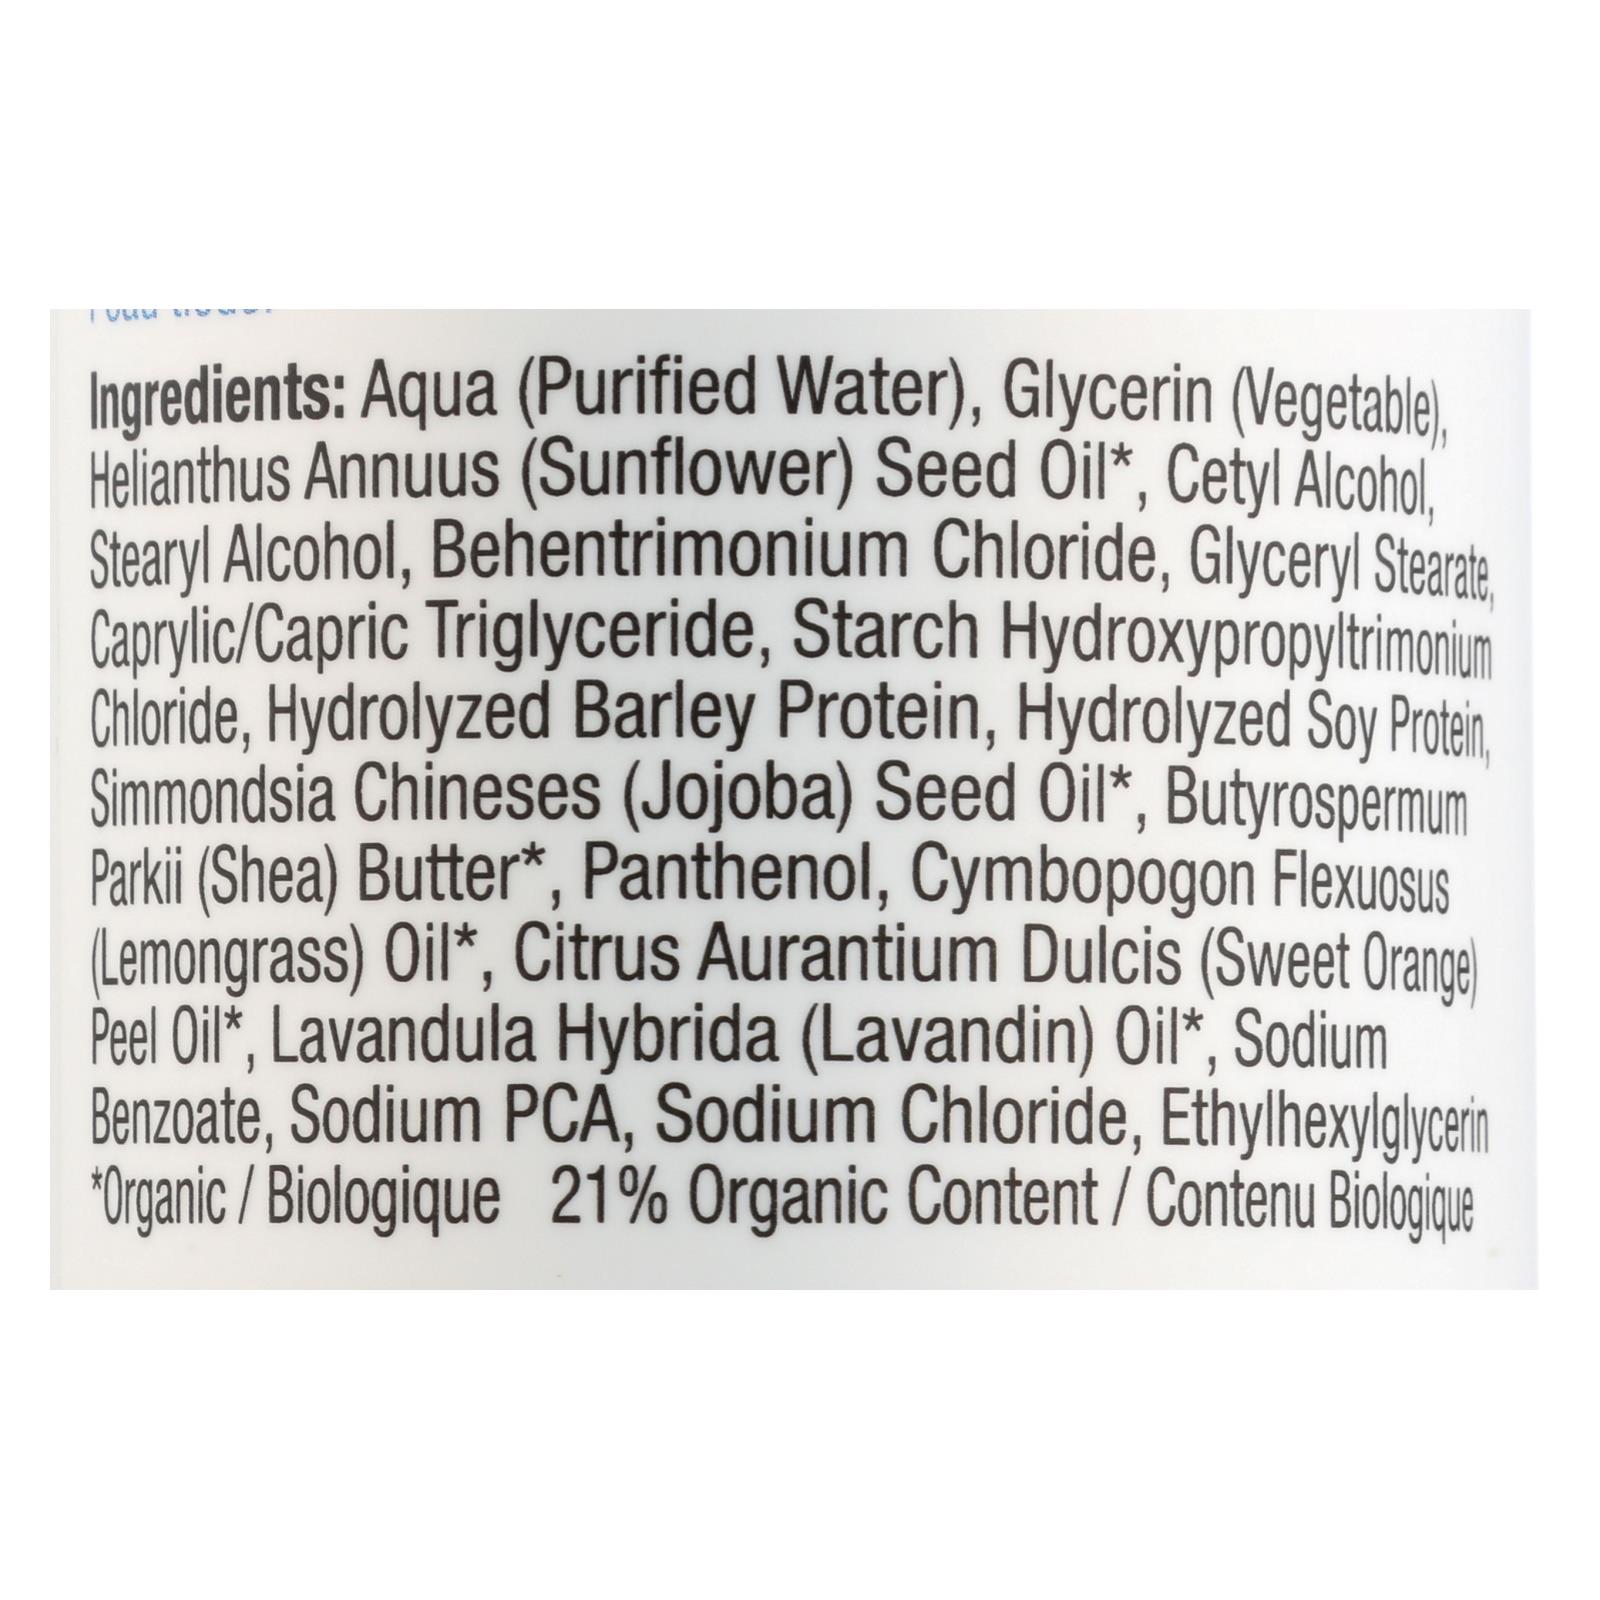 Ingredients: Aqua (Purified Water), Glycerin (Vegetable),
Helianthus Annuus (Sunflower) Seed Oil*, Cetyl Alcohol,
Stearyl Alcohol, Behentrimonium Chloride, Glyceryl Stearate,
Caprylic/Capric Triglyceride, Starch Hydroxypropyltrimonium
Chloride, Hydrolyzed Barley Protein, Hydrolyzed Soy Protein,
Simmondsia Chineses (Jojoba) Seed Oil*, Butyrospermum
Parkii (Shea) Butter*, Panthenol, Cymbopogon Flexuosus
(Lemongrass) Oil*, Citrus Aurantium Dulcis (Sweet Orange)
Peel Oil*, Lavandula Hybrida (Lavandin) Oil*, Sodium
Benzoate, Sodium PCA, Sodium Chloride, Ethylhexylglycerin
*Organic / Biologique 21% Organic Content / Contenu Biologique